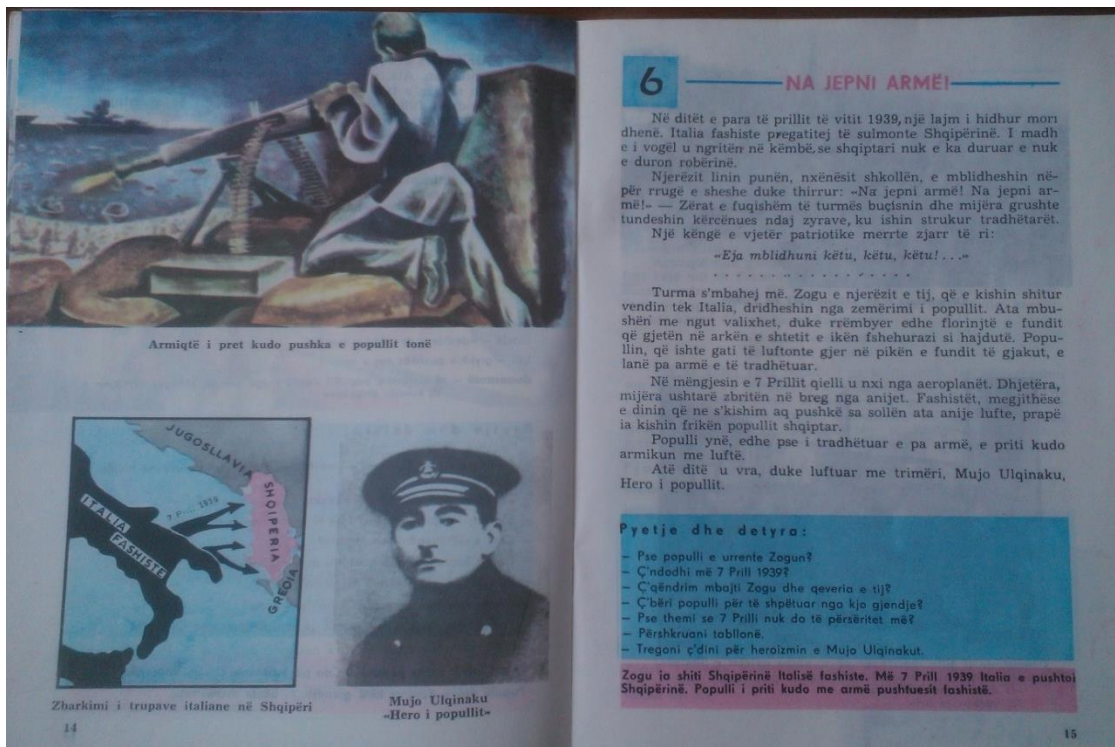 Armiqtë i pret kudo pushka e popullit tonë
JUGOSLLAVIA
SHQIPERIA
7 Prill 1939
ITALIA
FASHISTE
GREQIA
Zbarkimi i trupave italiane në Shqipëri
Mujo Ulqinaku
«Hero i popullit»
14
6
NA JEPNI ARMË!
Në ditët e para të prillit të vitit 1939, një lajm i hidhur mori
dhenë. Italia fashiste pregatitej të sulmonte Shqipërinë. I madh
e i vogël u ngritën në këmbë, se shqiptari nuk e ka duruar e nuk
e duron robërinë.
Njerëzit linin punën, nxënësit shkollën, e mblidheshin në-
për rrugë e sheshe duke thirrur: «Na jepni armë! Na jepni ar-
më!» — Zërat e fuqishëm të turmës buçisnin dhe mijëra grushte
tundeshin kërcënues ndaj zyrave, ku ishin strukur tradhëtarët.
Një këngë e vjetër patriotike merrte zjarr të ri:
«Eja mblidhuni këtu, këtu, këtu! ...»
. . . . . . . . . . . . . . . . . .
Turma s'mbahej më. Zogu e njerëzit e tij, që e kishin shitur
vendin tek Italia, dridheshin nga zemërimi i popullit. Ata mbu-
shën me ngut valixhet, duke rrëmbyer edhe florinjtë e fundit
që gjetën në arkën e shtetit e ikën fshehurazi si hajdutë. Popu-
llin, që ishte gati të luftonte gjer në pikën e fundit të gjakut, e
lanë pa armë e të tradhëtuar.
Në mëngjesin e 7 Prillit qielli u nxi nga aeroplanët. Dhjetëra,
mijëra ushtarë zbritën në breg nga anijet. Fashistët, megjithëse
e dinin që ne s'kishim aq pushkë sa sollën ata anije lufte, prapë
ia kishin frikën popullit shqiptar.
Populli ynë, edhe pse i tradhëtuar e pa armë, e priti kudo
armikun me luftë.
Atë ditë u vra, duke luftuar me trimëri, Mujo Ulqinaku,
Hero i popullit.
Pyetje dhe detyra:
– Pse populli e urrente Zogun?
– Ç'ndodhi më 7 Prill 1939?
– Ç'qëndrim mbajti Zogu dhe qeveria e tij?
– Ç'bëri populli për të shpëtuar nga kjo gjendje?
– Pse themi se 7 Prilli nuk do të përsëritet më?
– Përshkruani tabllonë.
– Tregoni ç'dini për heroizmin e Mujo Ulqinakut.
Zogu ia shiti Shqipërinë Italisë fashiste. Më 7 Prill 1939 Italia e pushtoi
Shqipërinë. Populli i priti kudo me armë pushtuesit fashistë.
15